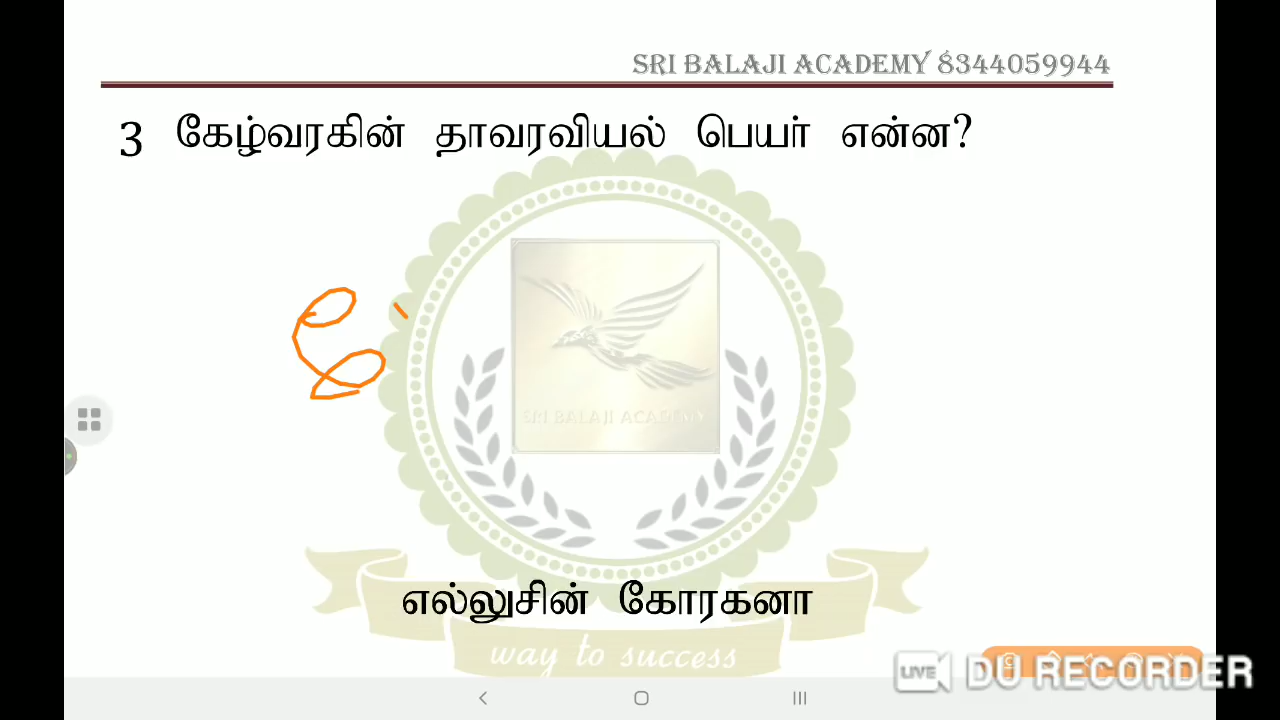 SRI BALAJI ACADEMY 8344059944
3 கேழ்வரகின் தாவரவியல் பெயர் என்ன?
SRI BALAJI ACADEMY
எல்லுசின் கோரகனா
way to success
LIVE DU RECORDER